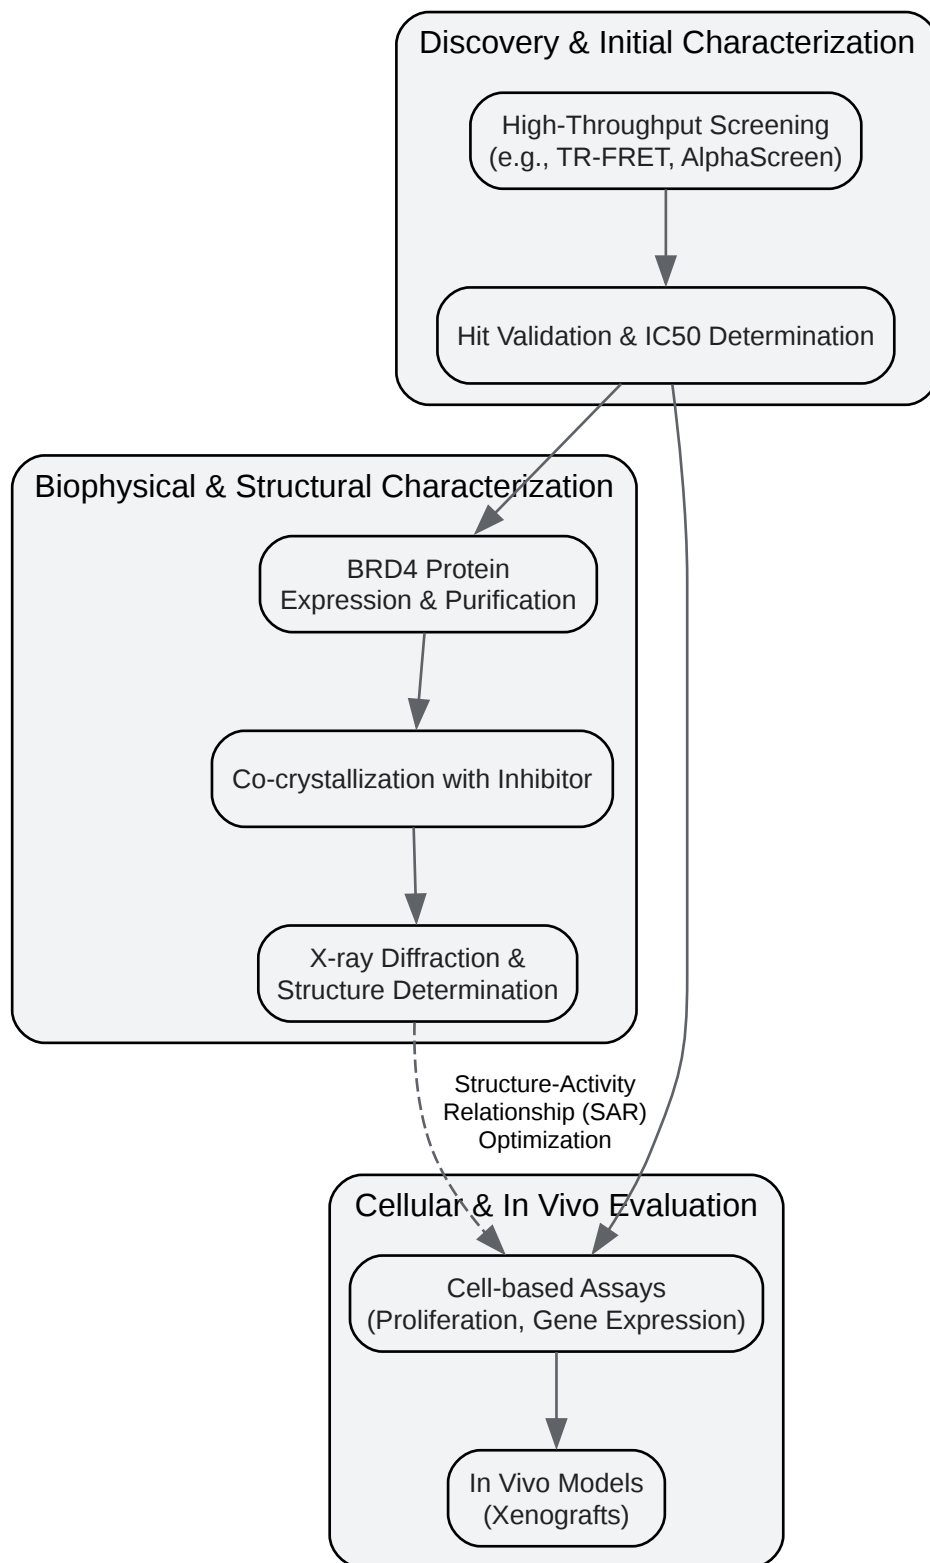 Discovery & Initial Characterization
High-Throughput Screening
(e.g., TR-FRET, AlphaScreen)
Hit Validation & IC50 Determination
Biophysical & Structural Characterization
BRD4 Protein
Expression & Purification
Co-crystallization with Inhibitor
X-ray Diffraction &
Structure Determination
Structure-Activity
Relationship (SAR)
Optimization
Cellular & In Vivo Evaluation
Cell-based Assays
(Proliferation, Gene Expression)
In Vivo Models
(Xenografts)